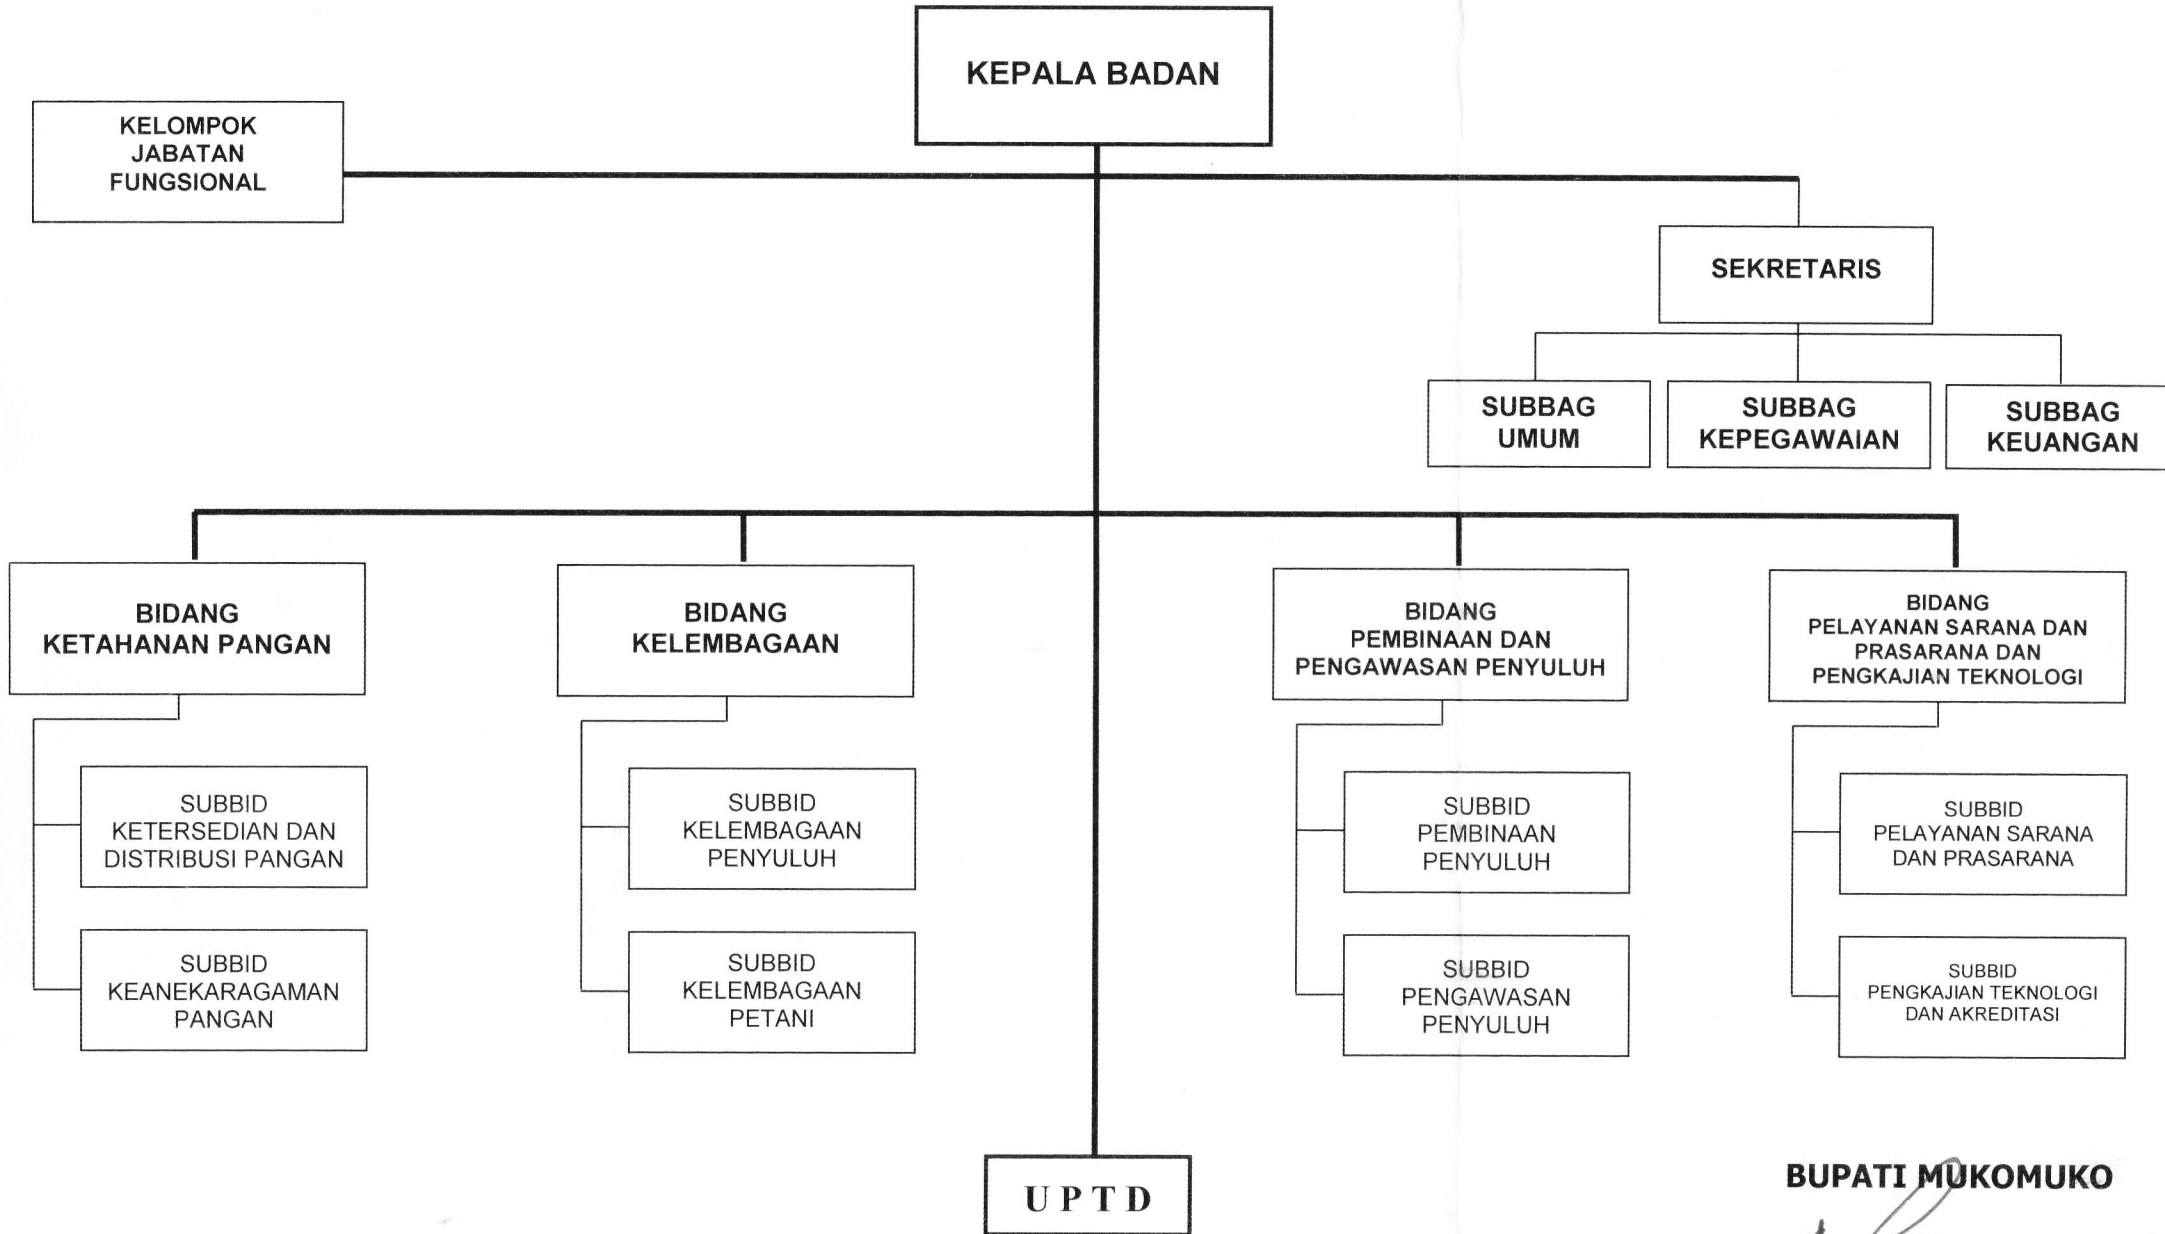 KEPALA BADAN
KELOMPOK
JABATAN
FUNGSIONAL
SEKRETARIS
SUBBAG
UMUM
SUBBAG
KEPEGAWAIAN
SUBBAG
KEUANGAN
BIDANG
KETAHANAN PANGAN
BIDANG
KELEMBAGAAN
BIDANG
PEMBINAAN DAN
PENGAWASAN PENYULUH
BIDANG
PELAYANAN SARANA DAN
PRASARANA DAN
PENGKAJIAN TEKNOLOGI
SUBBID
KETERSEDIAN DAN
DISTRIBUSI PANGAN
SUBBID
KELEMBAGAAN
PENYULUH
SUBBID
PEMBINAAN
PENYULUH
SUBBID
PELAYANAN SARANA
DAN PRASARANA
SUBBID
KEANEKARAGAMAN
PANGAN
SUBBID
KELEMBAGAAN
PETANI
SUBBID
PENGAWASAN
PENYULUH
SUBBID
PENGKAJIAN TEKNOLOGI
DAN AKREDITASI
U P T D
BUPATI MUKOMUKO